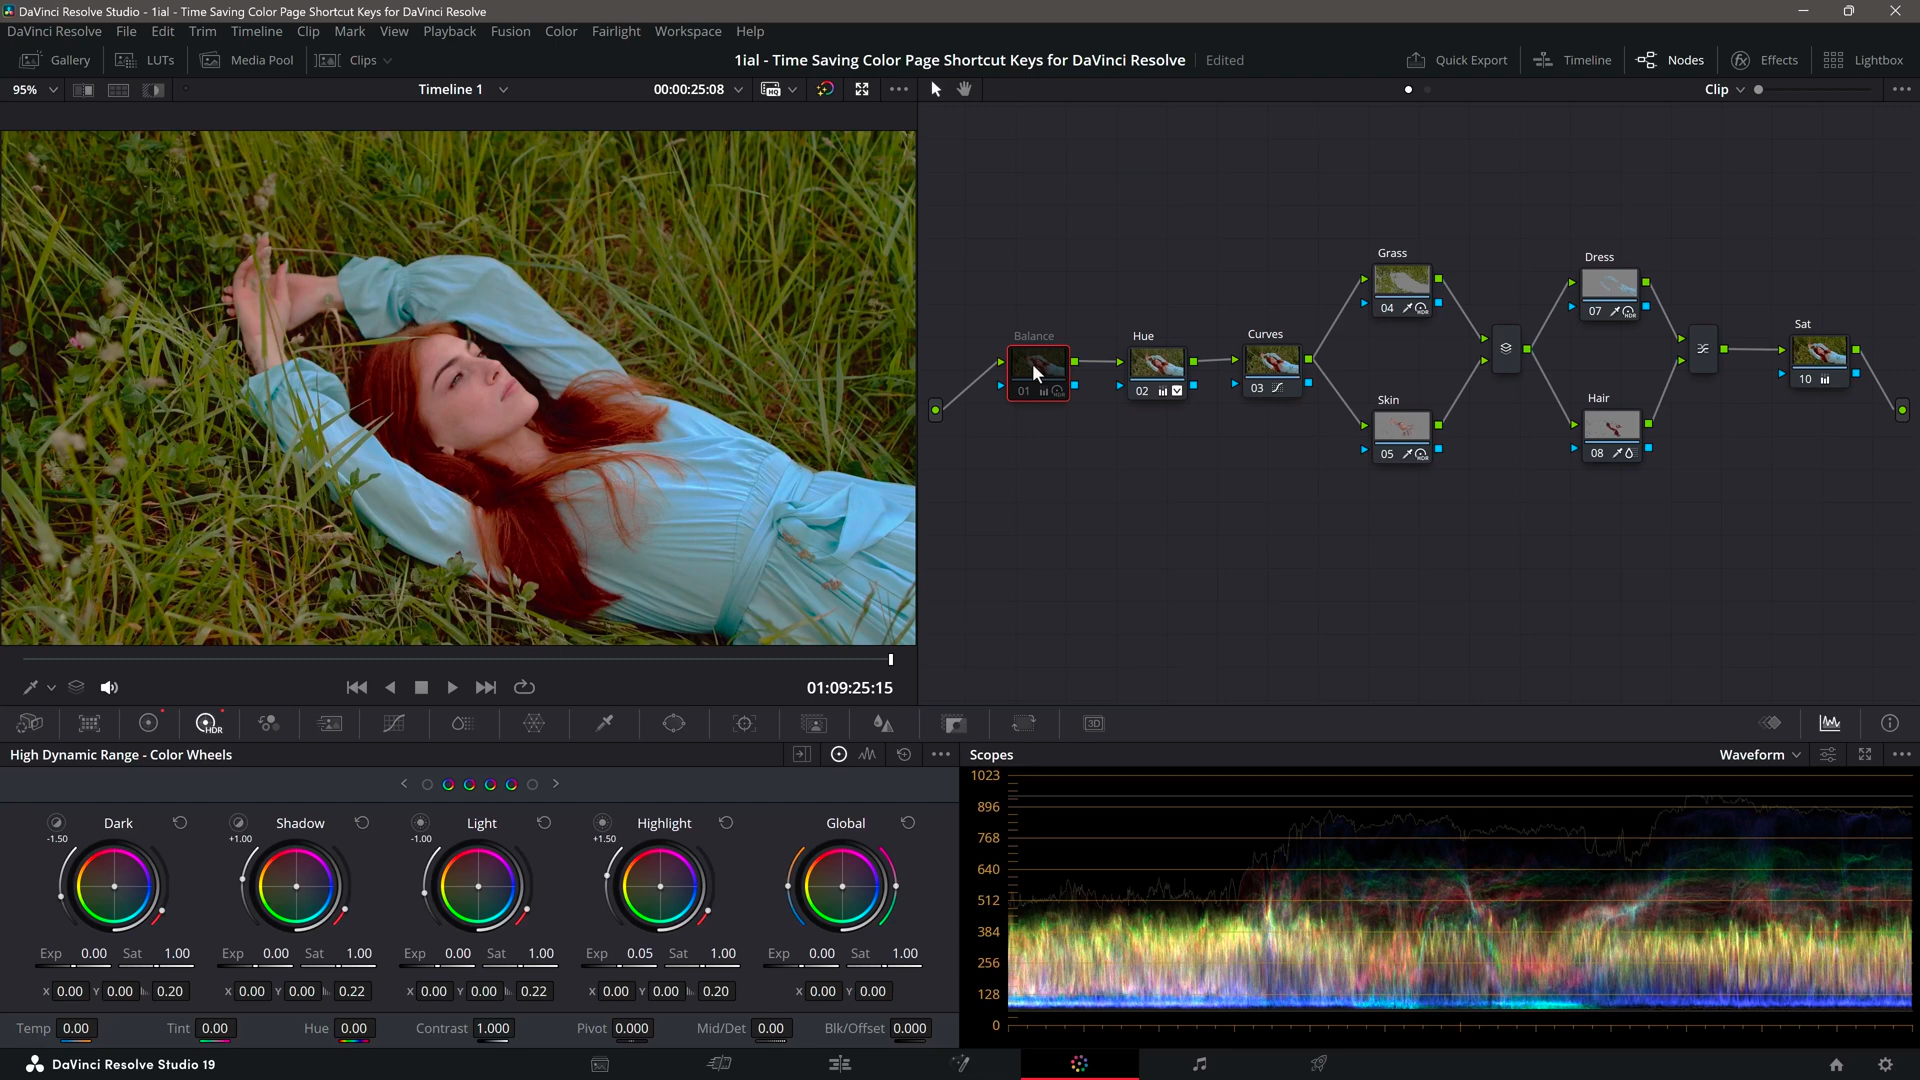 DaVinci Resolve Studio - 1ial - Time Saving Color Page Shortcut Keys for DaVinci Resolve
DaVinci Resolve File Edit Trim Timeline Clip Mark View Playback Fusion Color Fairlight Workspace Help
Gallery LUTs Media Pool Clips 1ial - Time Saving Color Page Shortcut Keys for DaVinci Resolve Edited Quick Export Timeline Nodes Effects Lightbox
95% Timeline 1 00:00:25:08 HQ Clip
Grass
04 HDR
Dress
07 HDR
Balance
01 HDR
Hue
02
Curves
03
Sat
10
Skin
05 HDR
Hair
08
01:09:25:15
HDR 3D
High Dynamic Range - Color Wheels
Dark Shadow Light Highlight Global
-1.50 +1.00 -1.00 +1.50
Exp 0.00 Sat 1.00 Exp 0.00 Sat 1.00 Exp 0.00 Sat 1.00 Exp 0.05 Sat 1.00 Exp 0.00 Sat 1.00
X 0.00 Y 0.00 0.20 X 0.00 Y 0.00 0.22 X 0.00 Y 0.00 0.22 X 0.00 Y 0.00 0.20 X 0.00 Y 0.00
Temp 0.00 Tint 0.00 Hue 0.00 Contrast 1.000 Pivot 0.000 Mid/Det 0.00 Blk/Offset 0.000
Scopes Waveform
1023
896
768
640
512
384
256
128
0
DaVinci Resolve Studio 19